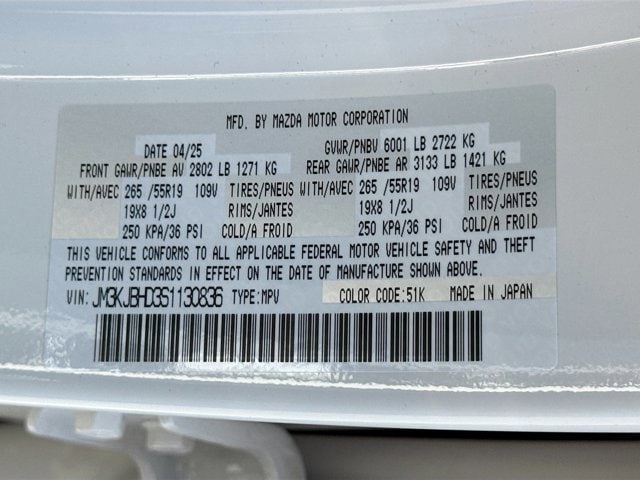 MFD. BY MAZDA MOTOR CORPORATION
DATE 04/25 GVWR/PNBV 6001 LB 2722 KG
FRONT GAWR/PNBE AV 2802 LB 1271 KG REAR GAWR/PNBE AR 3133 LB 1421 KG
WITH/AVEC 265 /55R19 109V TIRES/PNEUS WITH/AVEC 265 /55R19 109V TIRES/PNEUS
19X8 1/2J RIMS/JANTES 19X8 1/2J RIMS/JANTES
250 KPA/36 PSI COLD/A FROID 250 KPA/36 PSI COLD/A FROID
THIS VEHICLE CONFORMS TO ALL APPLICABLE FEDERAL MOTOR VEHICLE SAFETY AND THEFT
PREVENTION STANDARDS IN EFFECT ON THE DATE OF MANUFACTURE SHOWN ABOVE.
VIN: JM3KJBHD3S1130836 TYPE:MPV COLOR CODE:51K MADE IN JAPAN